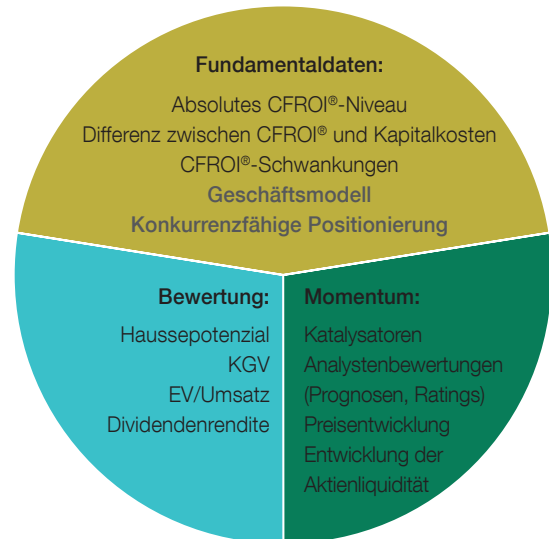 Fundamentaldaten:
Absolutes CFROI®-Niveau
Differenz zwischen CFROI® und Kapitalkosten
CFROI®-Schwankungen
Geschäftsmodell
Konkurrenzfähige Positionierung
Bewertung:
Haussepotenzial
KGV
EV/Umsatz
Dividendenrendite
Momentum:
Katalysatoren
Analystenbewertungen
(Prognosen, Ratings)
Preisentwicklung
Entwicklung der
Aktienliquidität